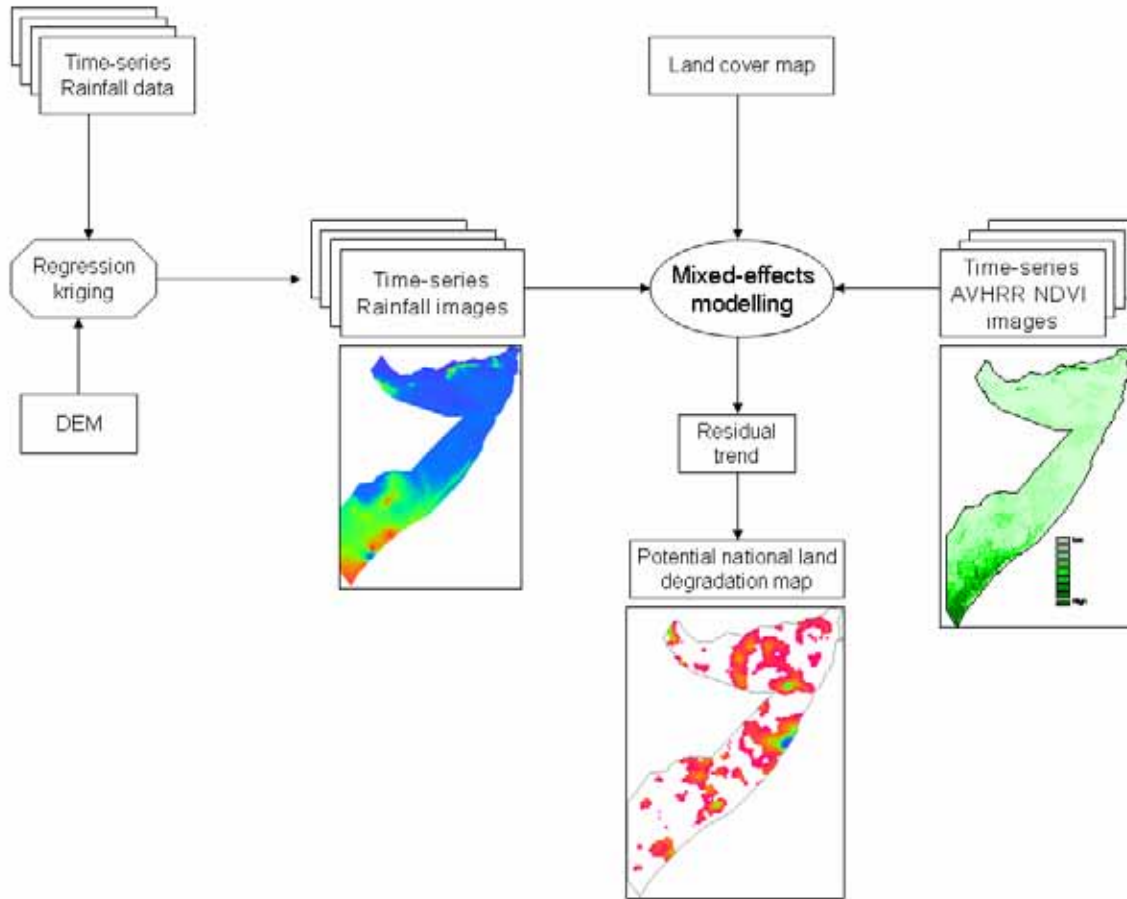 Time-series
Rainfall data
Land cover map
Regression
kriging
Time-series
Rainfall images
Mixed-effects
modelling
Time-series
AVHRR NDVI
images
DEM
Residual
trend
Potential national land
degradation map
High